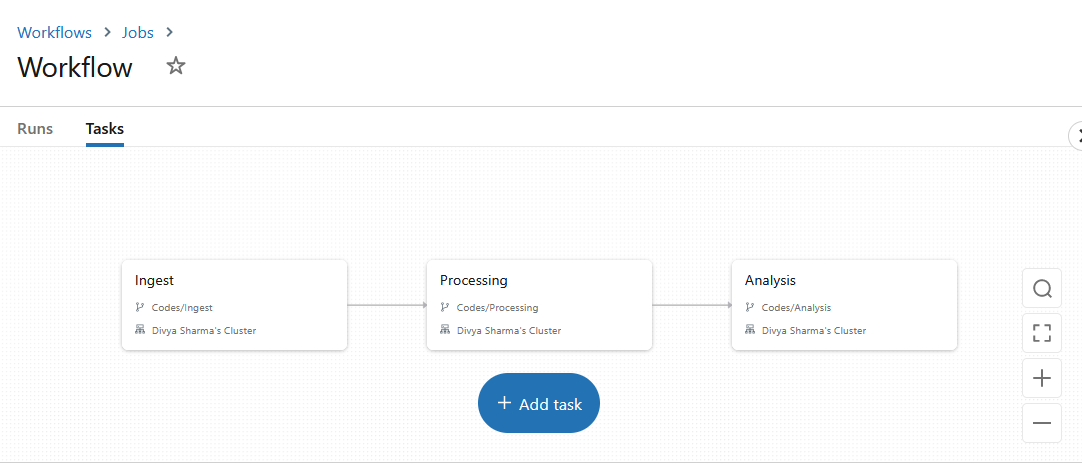 Workflows > Jobs >
Workflow
Runs Tasks
Ingest
Codes/Ingest
Divya Sharma's Cluster
Processing
Codes/Processing
Divya Sharma's Cluster
Analysis
Codes/Analysis
Divya Sharma's Cluster
+ Add task